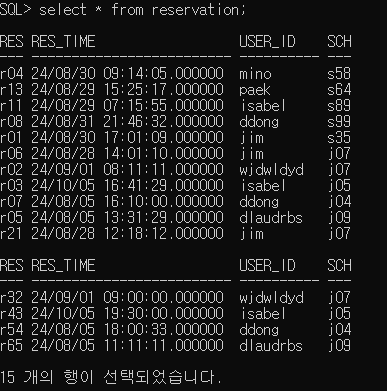 SQL> select * from reservation;
RES RES_TIME USER_ID SCH
--- ------------------------- ---------- ---
r04 24/08/30 09:14:05.000000 mino s58
r13 24/08/29 15:25:17.000000 paek s64
r11 24/08/29 07:15:55.000000 isabel s89
r08 24/08/31 21:46:32.000000 ddong s99
r01 24/08/30 17:01:09.000000 jim s35
r06 24/08/28 14:01:10.000000 jim j07
r02 24/09/01 08:11:11.000000 wjdwldyd j07
r03 24/10/05 16:41:29.000000 isabel j05
r07 24/08/05 16:10:00.000000 ddong j04
r05 24/08/05 13:31:29.000000 dlaudrbs j09
r21 24/08/28 12:18:12.000000 jim j07
RES RES_TIME USER_ID SCH
--- ------------------------- ---------- ---
r32 24/09/01 09:00:00.000000 wjdwldyd j07
r43 24/10/05 19:30:00.000000 isabel j05
r54 24/08/05 18:00:33.000000 ddong j04
r65 24/08/05 11:11:11.000000 dlaudrbs j09
15 개의 행이 선택되었습니다.